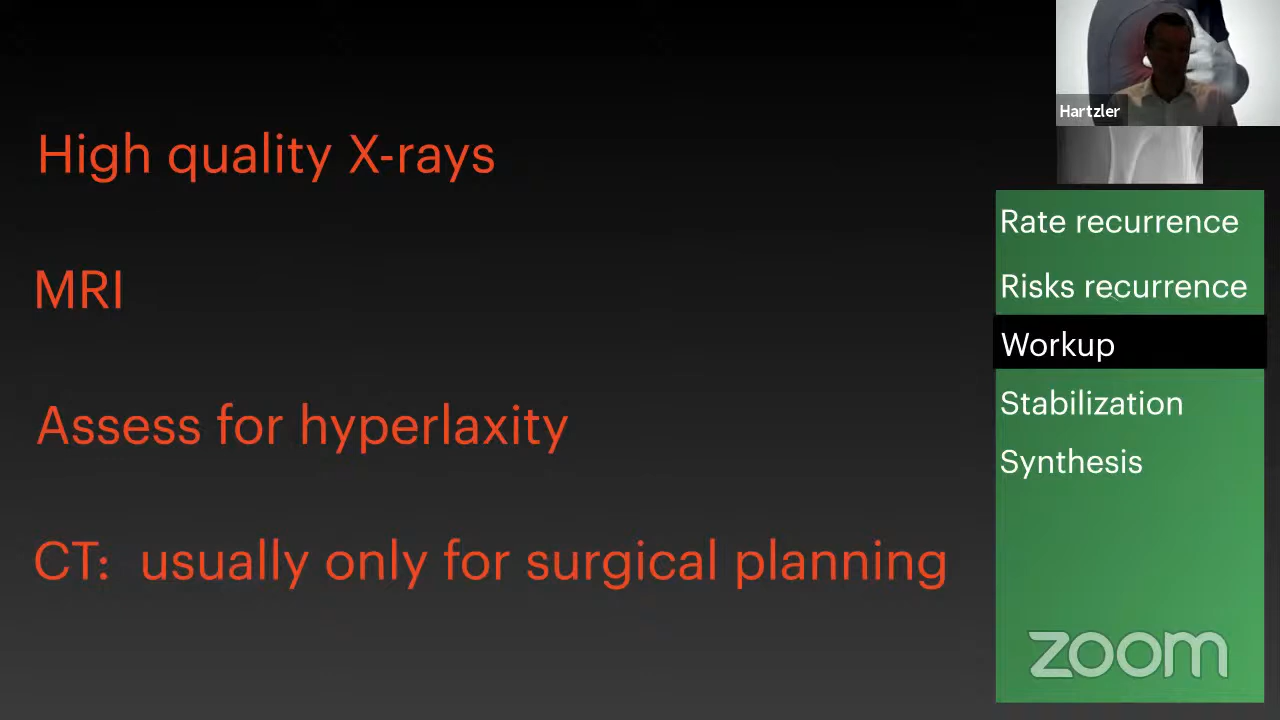 High quality X-rays
MRI
Assess for hyperlaxity
CT: usually only for surgical planning
Hartzler
Rate recurrence
Risks recurrence
Workup
Stabilization
Synthesis
zoom